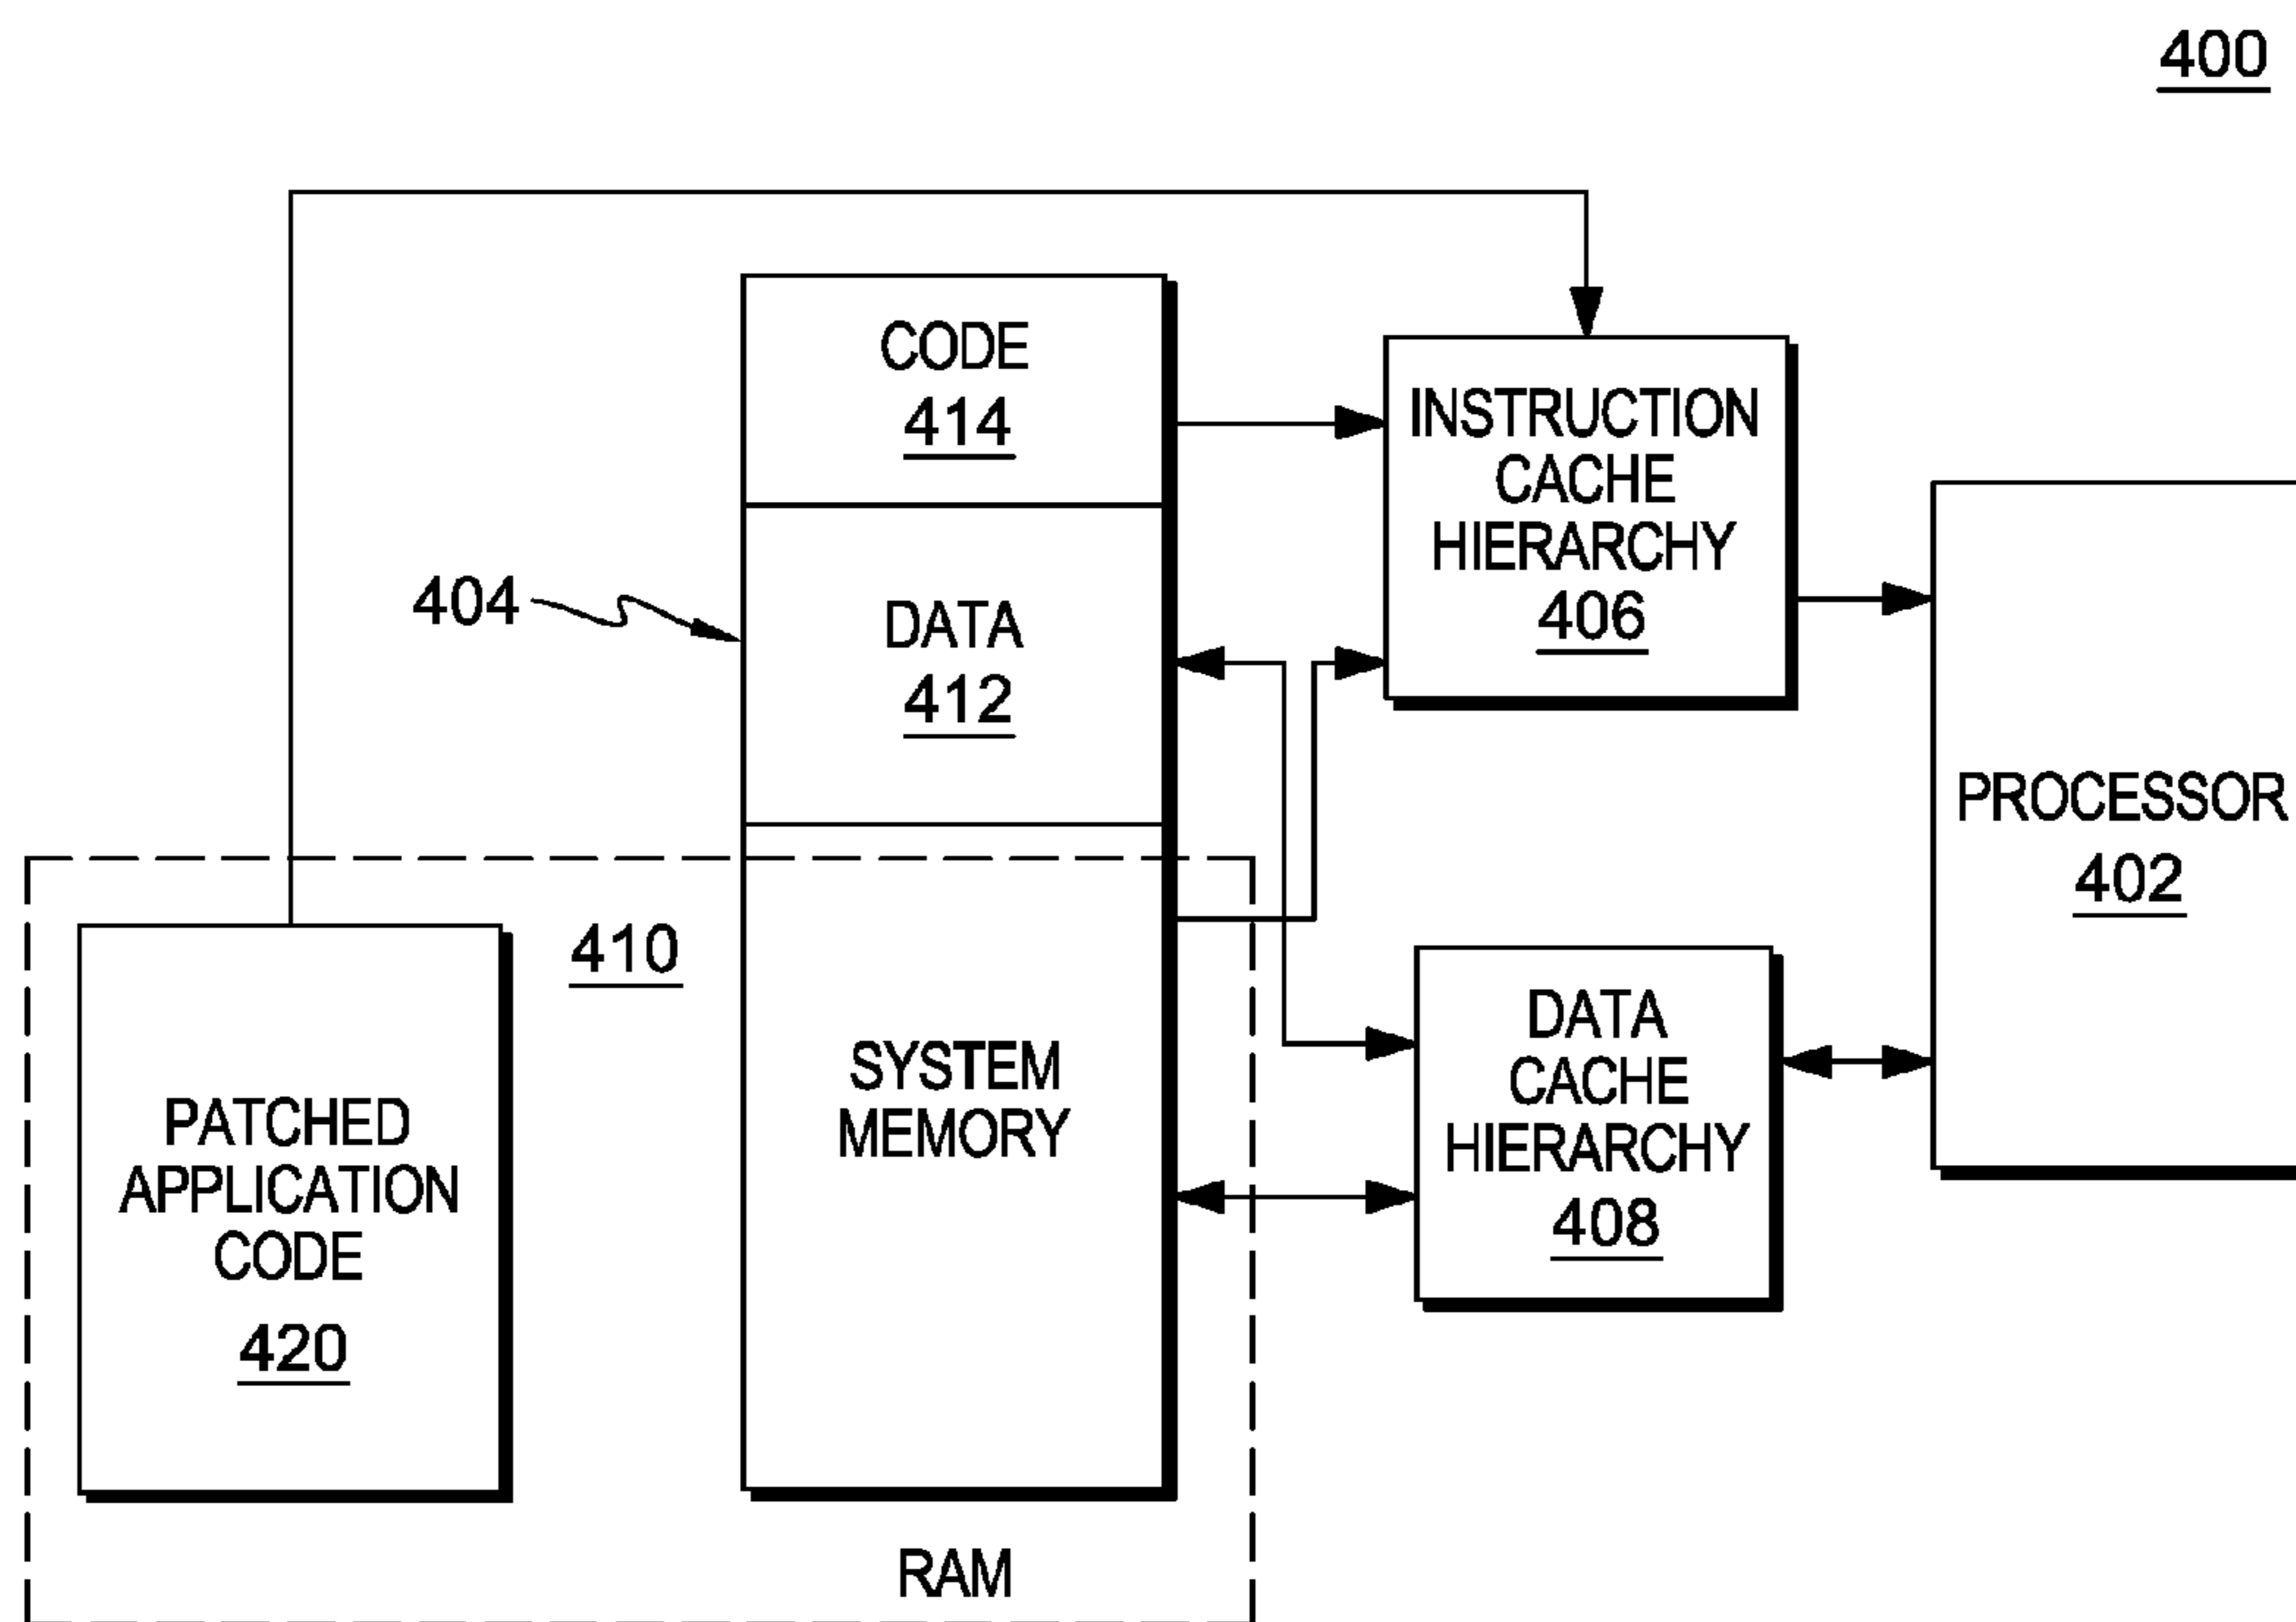 400
CODE
414
INSTRUCTION
CACHE
HIERARCHY
406
404
DATA
412
PROCESSOR
402
410
PATCHED
APPLICATION
CODE
420
SYSTEM
MEMORY
DATA
CACHE
HIERARCHY
408
RAM